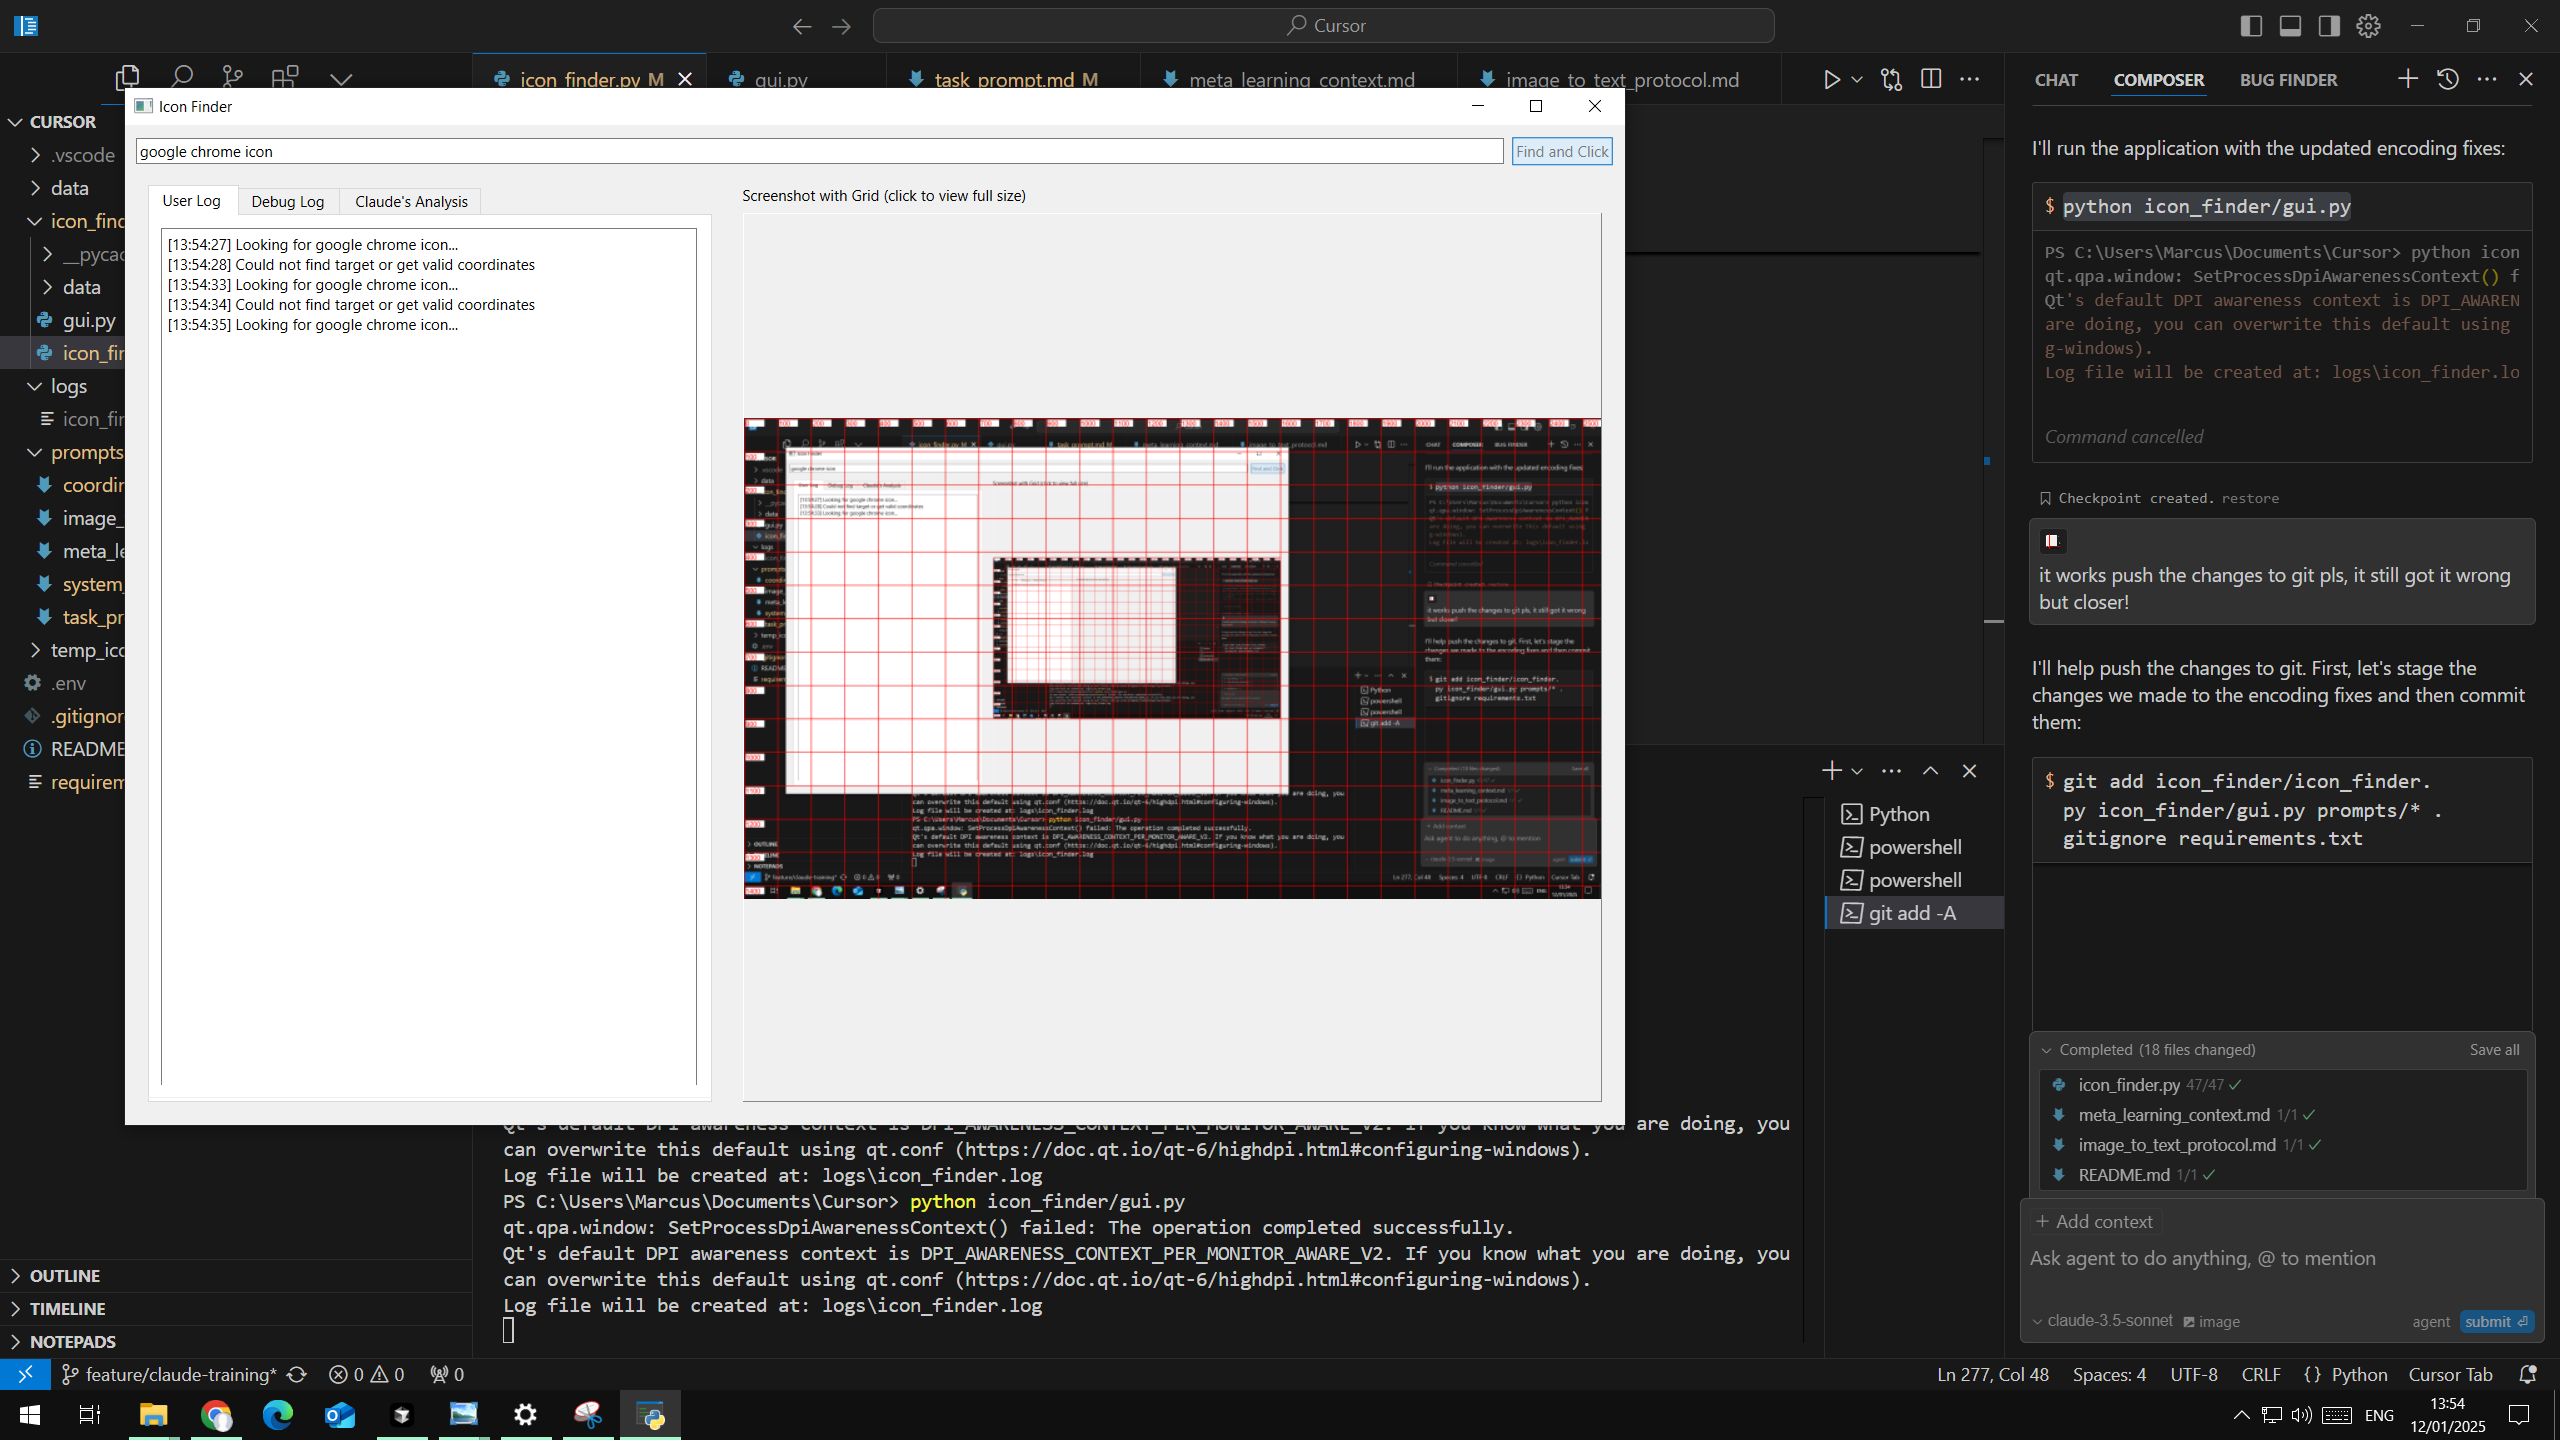 Cursor
icon_finder.py M
gui.py
task_prompt.md M
meta_learning_context.md
image_to_text_protocol.md
CHAT
COMPOSER
BUG FINDER
CURSOR
.vscode
data
icon_find
__pycac
data
gui.py
icon_fir
logs
icon_fir
prompts
coordir
image_
meta_le
system_
task_pr
temp_icc
.env
.gitignor
README
requirem
OUTLINE
TIMELINE
NOTEPADS
Icon Finder
google chrome icon
Find and Click
User Log
Debug Log
Claude's Analysis
Screenshot with Grid (click to view full size)
[13:54:27] Looking for google chrome icon...
[13:54:28] Could not find target or get valid coordinates
[13:54:33] Looking for google chrome icon...
[13:54:34] Could not find target or get valid coordinates
[13:54:35] Looking for google chrome icon...
Python
powershell
powershell
git add -A
Qt's default DPI awareness context is DPI_AWARENESS_CONTEXT_PER_MONITOR_AWARE_V2. If you know what you are doing, you
can overwrite this default using qt.conf (https://doc.qt.io/qt-6/highdpi.html#configuring-windows).
Log file will be created at: logs\icon_finder.log
PS C:\Users\Marcus\Documents\Cursor> python icon_finder/gui.py
qt.qpa.window: SetProcessDpiAwarenessContext() failed: The operation completed successfully.
Qt's default DPI awareness context is DPI_AWARENESS_CONTEXT_PER_MONITOR_AWARE_V2. If you know what you are doing, you
can overwrite this default using qt.conf (https://doc.qt.io/qt-6/highdpi.html#configuring-windows).
Log file will be created at: logs\icon_finder.log
I'll run the application with the updated encoding fixes:
$ python icon_finder/gui.py
PS C:\Users\Marcus\Documents\Cursor> python icon
qt.qpa.window: SetProcessDpiAwarenessContext() f
Qt's default DPI awareness context is DPI_AWAREN
are doing, you can overwrite this default using
g-windows).
Log file will be created at: logs\icon_finder.lo
Command cancelled
Checkpoint created. restore
it works push the changes to git pls, it still got it wrong
but closer!
I'll help push the changes to git. First, let's stage the
changes we made to the encoding fixes and then commit
them:
$ git add icon_finder/icon_finder.
py icon_finder/gui.py prompts/* .
gitignore requirements.txt
Completed (18 files changed)
Save all
icon_finder.py 47/47
meta_learning_context.md 1/1
image_to_text_protocol.md 1/1
README.md 1/1
+ Add context
Ask agent to do anything, @ to mention
claude-3.5-sonnet
image
agent
submit
feature/claude-training*
0
0
0
Ln 277, Col 48
Spaces: 4
UTF-8
CRLF
{ } Python
Cursor Tab
ENG
13:54
12/01/2025